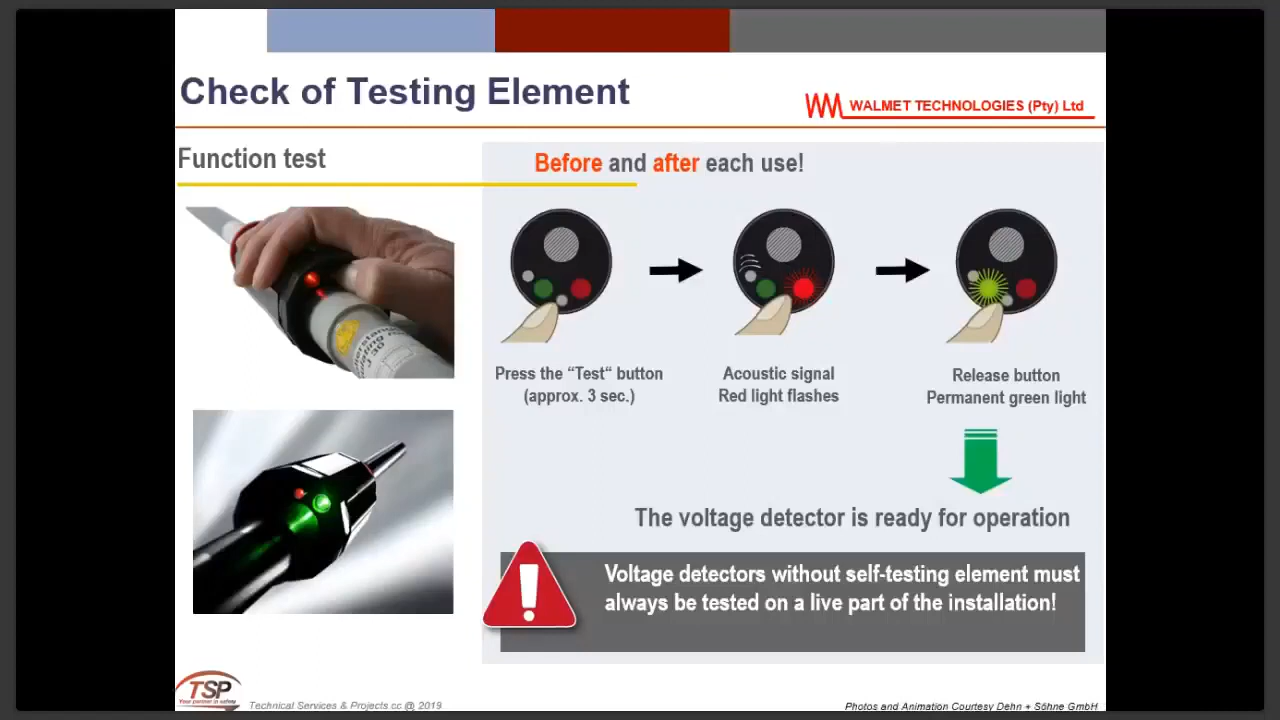 Check of Testing Element
WALMET TECHNOLOGIES (Pty) Ltd
Function test
Before and after each use!
Press the “Test“ button
(approx. 3 sec.)
Acoustic signal
Red light flashes
Release button
Permanent green light
The voltage detector is ready for operation
Voltage detectors without self-testing element must
always be tested on a live part of the installation!
TSP
Your partner in safety
Technical Services & Projects cc @ 2019
Photos and Animation Courtesy Dehn + Söhne GmbH